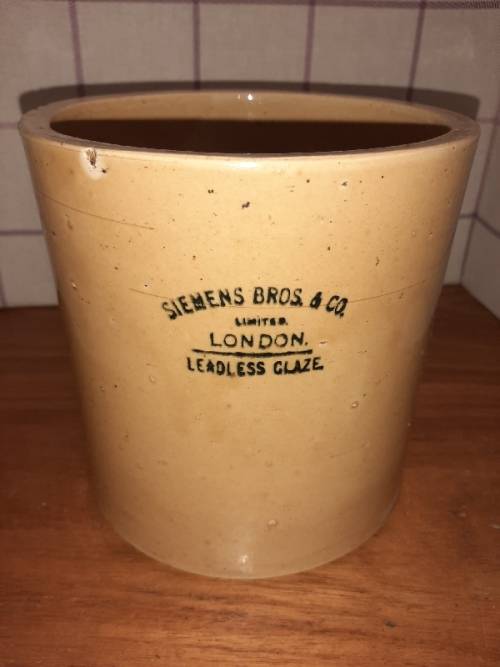 SIEMENS BROS. & CO.
LIMITED.
LONDON.
LEADLESS GLAZE